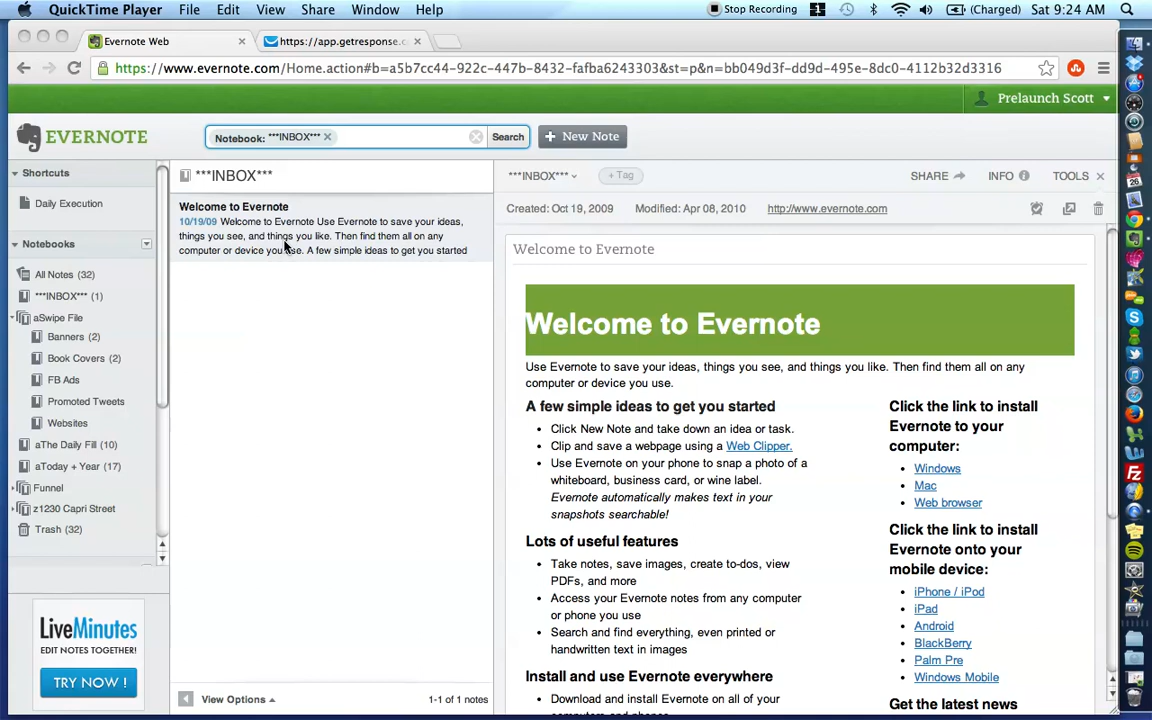 QuickTime Player File Edit View Share Window Help Stop Recording 1 (Charged) Sat 9:24 AM
Evernote Web × https://app.getresponse.c ×
https://www.evernote.com/Home.action#b=a5b7cc44-922c-447b-8432-fafba6243303&st=p&n=bb049d3f-dd9d-495e-8dc0-4112b32d3316
Prelaunch Scott
EVERNOTE
Notebook: ***INBOX*** ×
Search
+ New Note
Shortcuts
Daily Execution
Notebooks
All Notes (32)
***INBOX*** (1)
aSwipe File
Banners (2)
Book Covers (2)
FB Ads
Promoted Tweets
Websites
aThe Daily Fill (10)
aToday + Year (17)
Funnel
z1230 Capri Street
Trash (32)
LiveMinutes
EDIT NOTES TOGETHER!
TRY NOW !
***INBOX***
Welcome to Evernote
10/19/09 Welcome to Evernote Use Evernote to save your ideas,
things you see, and things you like. Then find them all on any
computer or device you use. A few simple ideas to get you started
View Options
1-1 of 1 notes
***INBOX***
+ Tag
SHARE
INFO
TOOLS ×
Created: Oct 19, 2009
Modified: Apr 08, 2010
http://www.evernote.com
Welcome to Evernote
Welcome to Evernote
Use Evernote to save your ideas, things you see, and things you like. Then find them all on any
computer or device you use.
A few simple ideas to get you started
Click New Note and take down an idea or task.
Clip and save a webpage using a Web Clipper.
Use Evernote on your phone to snap a photo of a
whiteboard, business card, or wine label.
Evernote automatically makes text in your
snapshots searchable!
Lots of useful features
Take notes, save images, create to-dos, view
PDFs, and more
Access your Evernote notes from any computer
or phone you use
Search and find everything, even printed or
handwritten text in images
Install and use Evernote everywhere
Download and install Evernote on all of your
Click the link to install
Evernote to your
computer:
Windows
Mac
Web browser
Click the link to install
Evernote onto your
mobile device:
iPhone / iPod
iPad
Android
BlackBerry
Palm Pre
Windows Mobile
Get the latest news